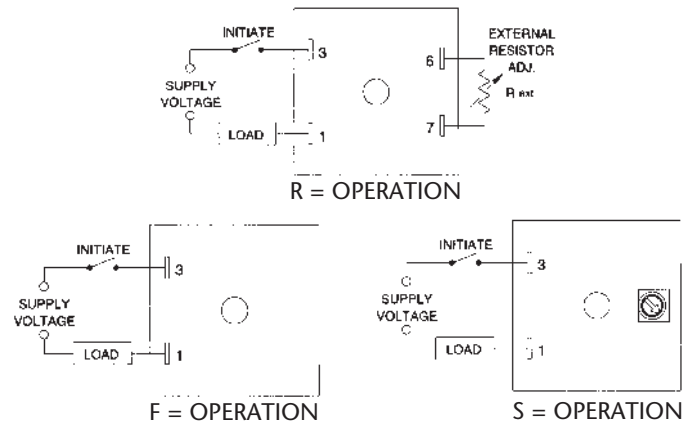 INITIATE
3
SUPPLY
VOLTAGE
LOAD
1
6
7
EXTERNAL
RESISTOR
ADJ.
R ext
R = OPERATION
INITIATE
3
SUPPLY
VOLTAGE
LOAD
1
F = OPERATION
INITIATE
3
SUPPLY
VOLTAGE
LOAD
1
S = OPERATION